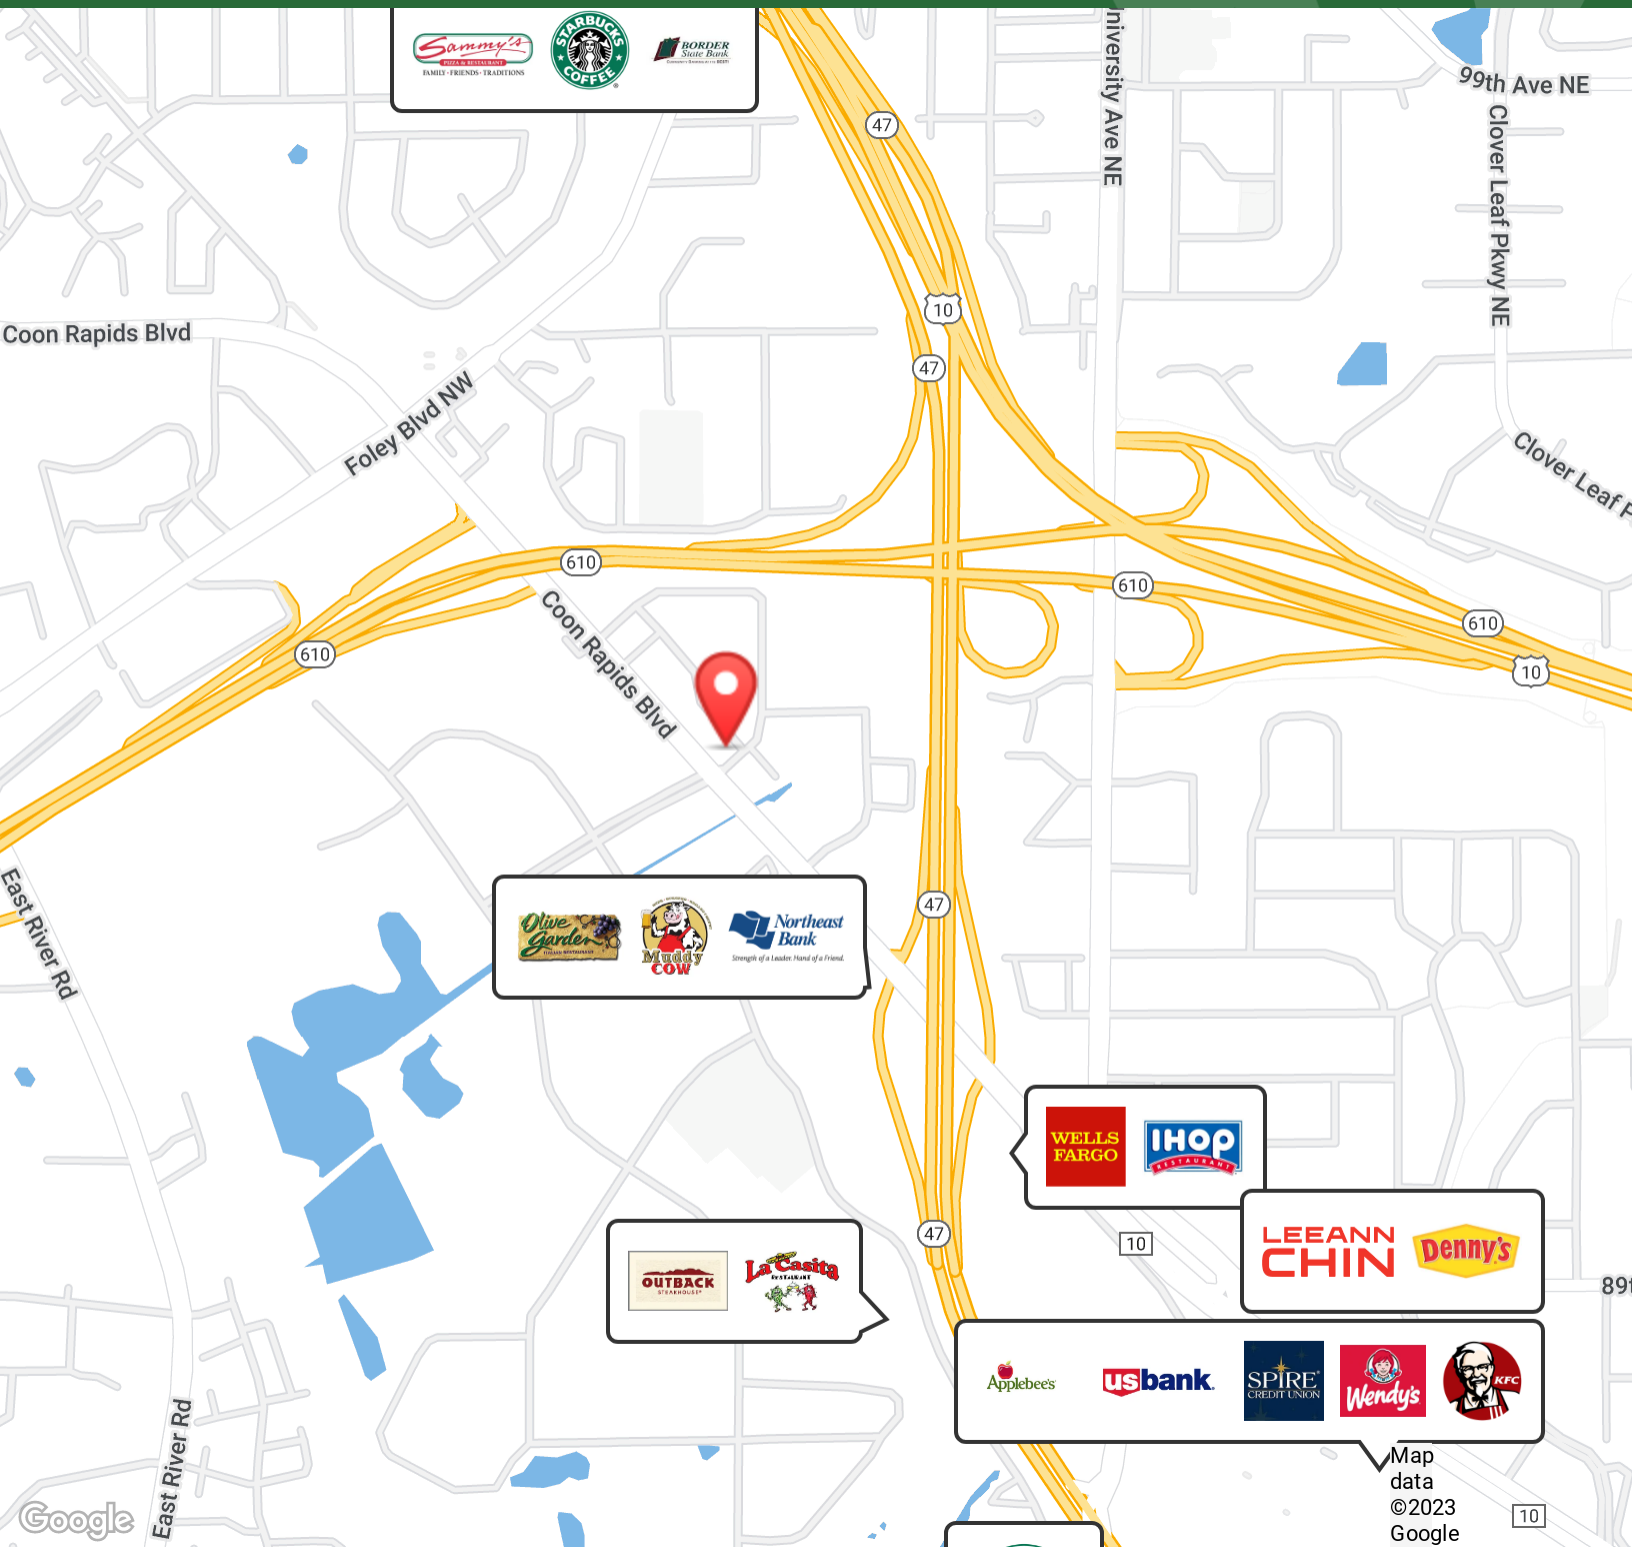 Sammy's
PIZZA & RESTAURANT
FAMILY · FRIENDS · TRADITIONS
STARBUCKS
COFFEE
BORDER
State Bank
University Ave NE
99th Ave NE
Clover Leaf Pkwy NE
47
10
47
Coon Rapids Blvd
Foley Blvd NW
Clover Leaf P
610
610
610
610
10
Coon Rapids Blvd
East River Rd
47
Olive
Garden
ITALIAN RESTAURANT
Muddy
COW
Northeast
Bank
Strength of a Leader. Hand of a Friend.
WELLS
FARGO
IHOP
RESTAURANT
47
10
LEEANN
CHIN
Denny's
89t
OUTBACK
STEAKHOUSE
La Casita
RESTAURANT
Applebee's
usbank
SPIRE
CREDIT UNION
Wendy's
KFC
East River Rd
Google
Map
data
©2023
Google
10